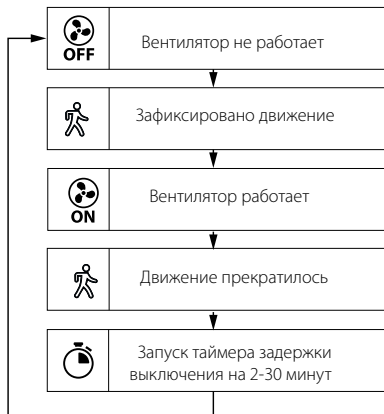 OFF
Вентилятор не работает
Зафиксировано движение
ON
Вентилятор работает
Движение прекратилось
Запуск таймера задержки
выключения на 2-30 минут